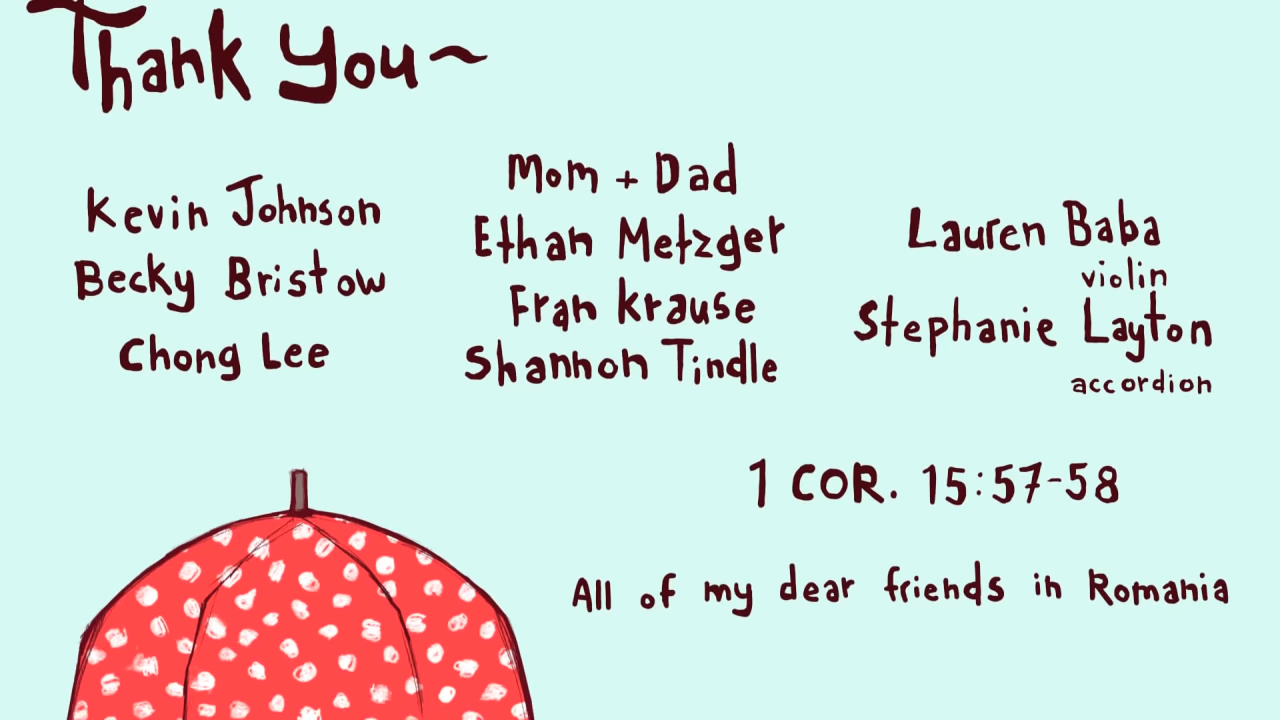 Thank you~
Kevin Johnson
Becky Bristow
Chong Lee
Mom + Dad
Ethan Metzger
Fran Krause
Shannon Tindle
Lauren Baba
violin
Stephanie Layton
accordion
1 COR. 15:57-58
All of my dear friends in Romania